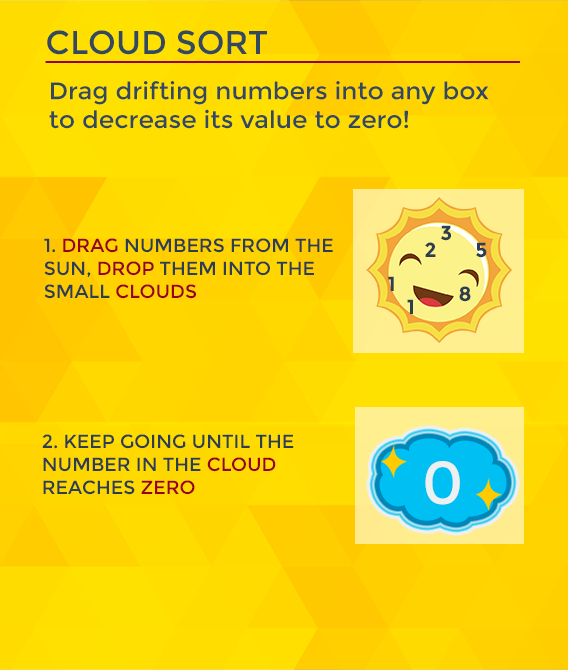 CLOUD SORT
Drag drifting numbers into any box
to decrease its value to zero!
1. DRAG NUMBERS FROM THE
SUN, DROP THEM INTO THE
SMALL CLOUDS
3
2
5
1
8
1
2. KEEP GOING UNTIL THE
NUMBER IN THE CLOUD
REACHES ZERO
0